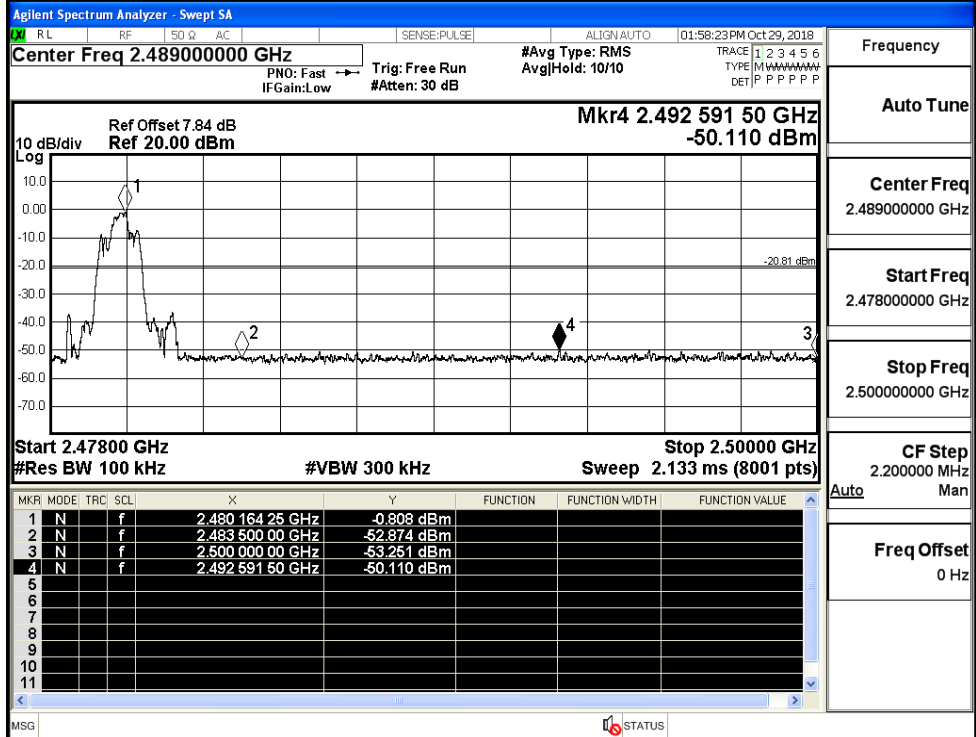 Agilent Spectrum Analyzer - Swept SA
LXI RL RF 50 Ω AC SENSE:PULSE ALIGN AUTO 01:58:23 PM Oct 29, 2018
Center Freq 2.489000000 GHz
PNO: Fast
IFGain:Low
Trig: Free Run
#Atten: 30 dB
#Avg Type: RMS
Avg|Hold: 10/10
TRACE 1 2 3 4 5 6
TYPE M WWWWW
DET P P P P P P
Mkr4 2.492 591 50 GHz
-50.110 dBm
Ref Offset 7.84 dB
10 dB/div Ref 20.00 dBm
Log
10.0
0.00
-10.0
-20.0
-30.0
-40.0
-50.0
-60.0
-70.0
1
2
4
3
-20.81 dBm
Start 2.47800 GHz Stop 2.50000 GHz
#Res BW 100 kHz #VBW 300 kHz Sweep 2.133 ms (8001 pts)
MKR MODE TRC SCL X Y FUNCTION FUNCTION WIDTH FUNCTION VALUE
1 N f 2.480 164 25 GHz -0.808 dBm
2 N f 2.483 500 00 GHz -52.874 dBm
3 N f 2.500 000 00 GHz -53.251 dBm
4 N f 2.492 591 50 GHz -50.110 dBm
5
6
7
8
9
10
11
MSG STATUS
Frequency
Auto Tune
Center Freq
2.489000000 GHz
Start Freq
2.478000000 GHz
Stop Freq
2.500000000 GHz
CF Step
2.200000 MHz
Auto Man
Freq Offset
0 Hz